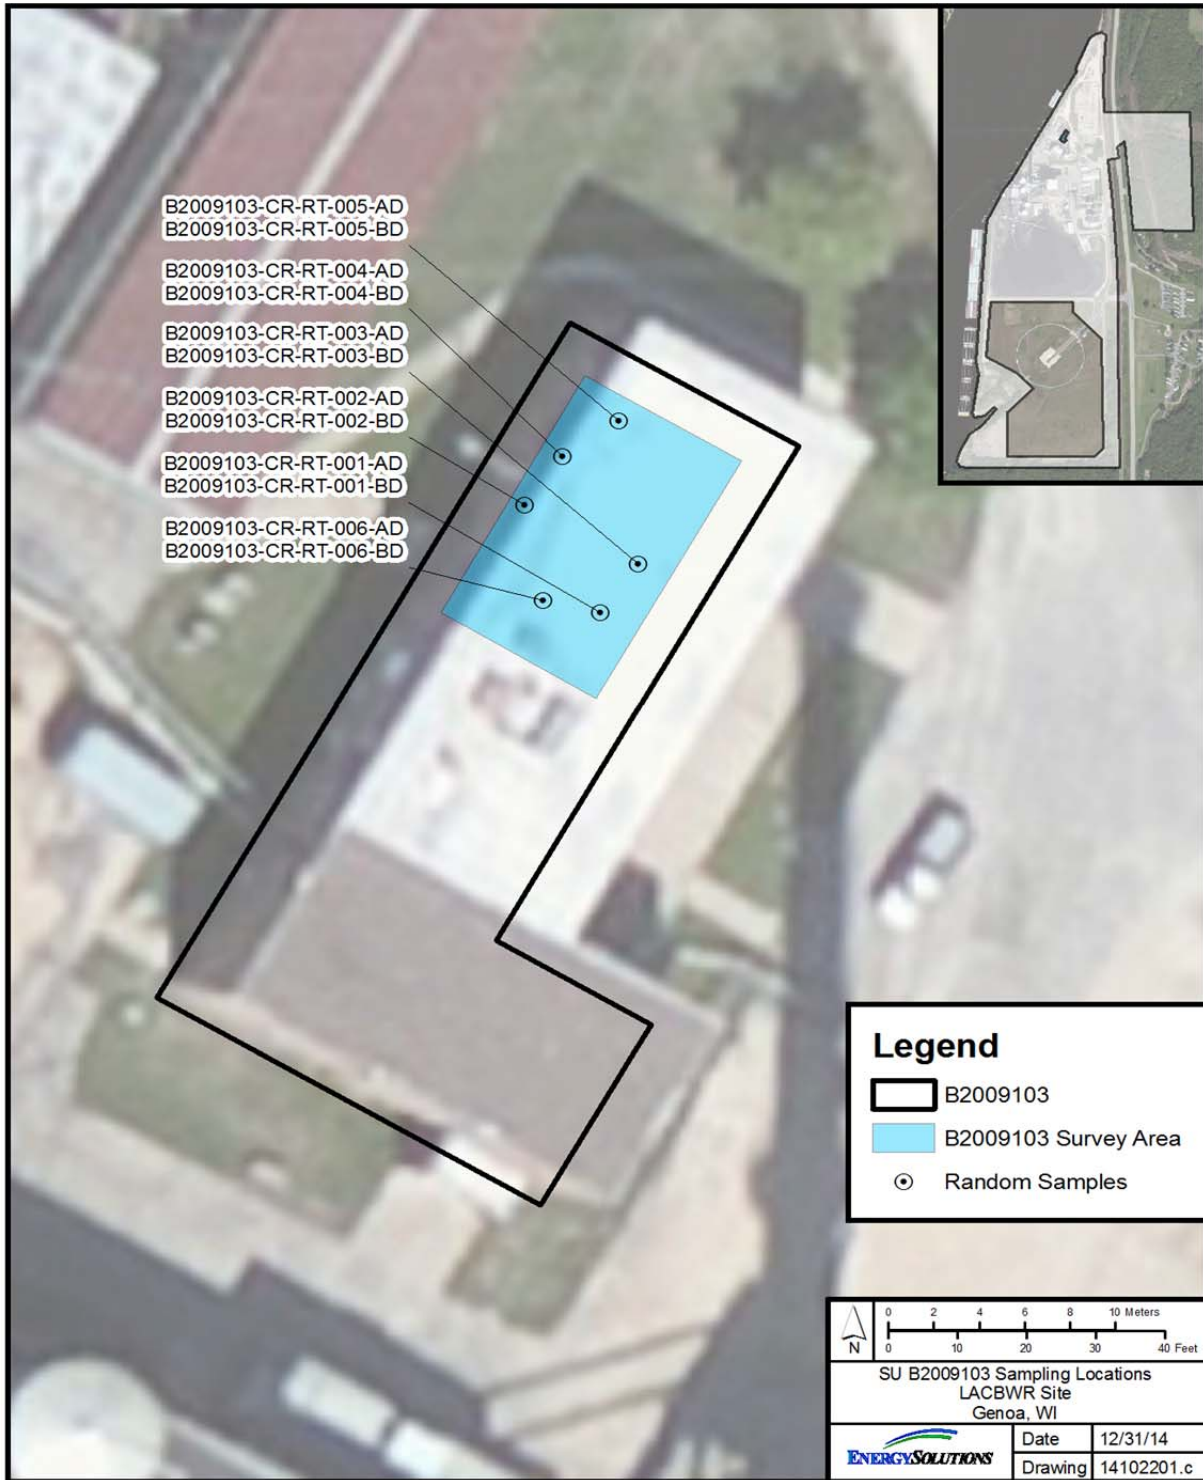 B2009103-CR-RT-005-AD
B2009103-CR-RT-005-BD
B2009103-CR-RT-004-AD
B2009103-CR-RT-004-BD
B2009103-CR-RT-003-AD
B2009103-CR-RT-003-BD
B2009103-CR-RT-002-AD
B2009103-CR-RT-002-BD
B2009103-CR-RT-001-AD
B2009103-CR-RT-001-BD
B2009103-CR-RT-006-AD
B2009103-CR-RT-006-BD
Legend
B2009103
B2009103 Survey Area
Random Samples
0 2 4 6 8 10 Meters
N
0 10 20 30 40 Feet
SU B2009103 Sampling Locations
LACBWR Site
Genoa, WI
ENERGYSOLUTIONS
Date 12/31/14
Drawing 14102201.c